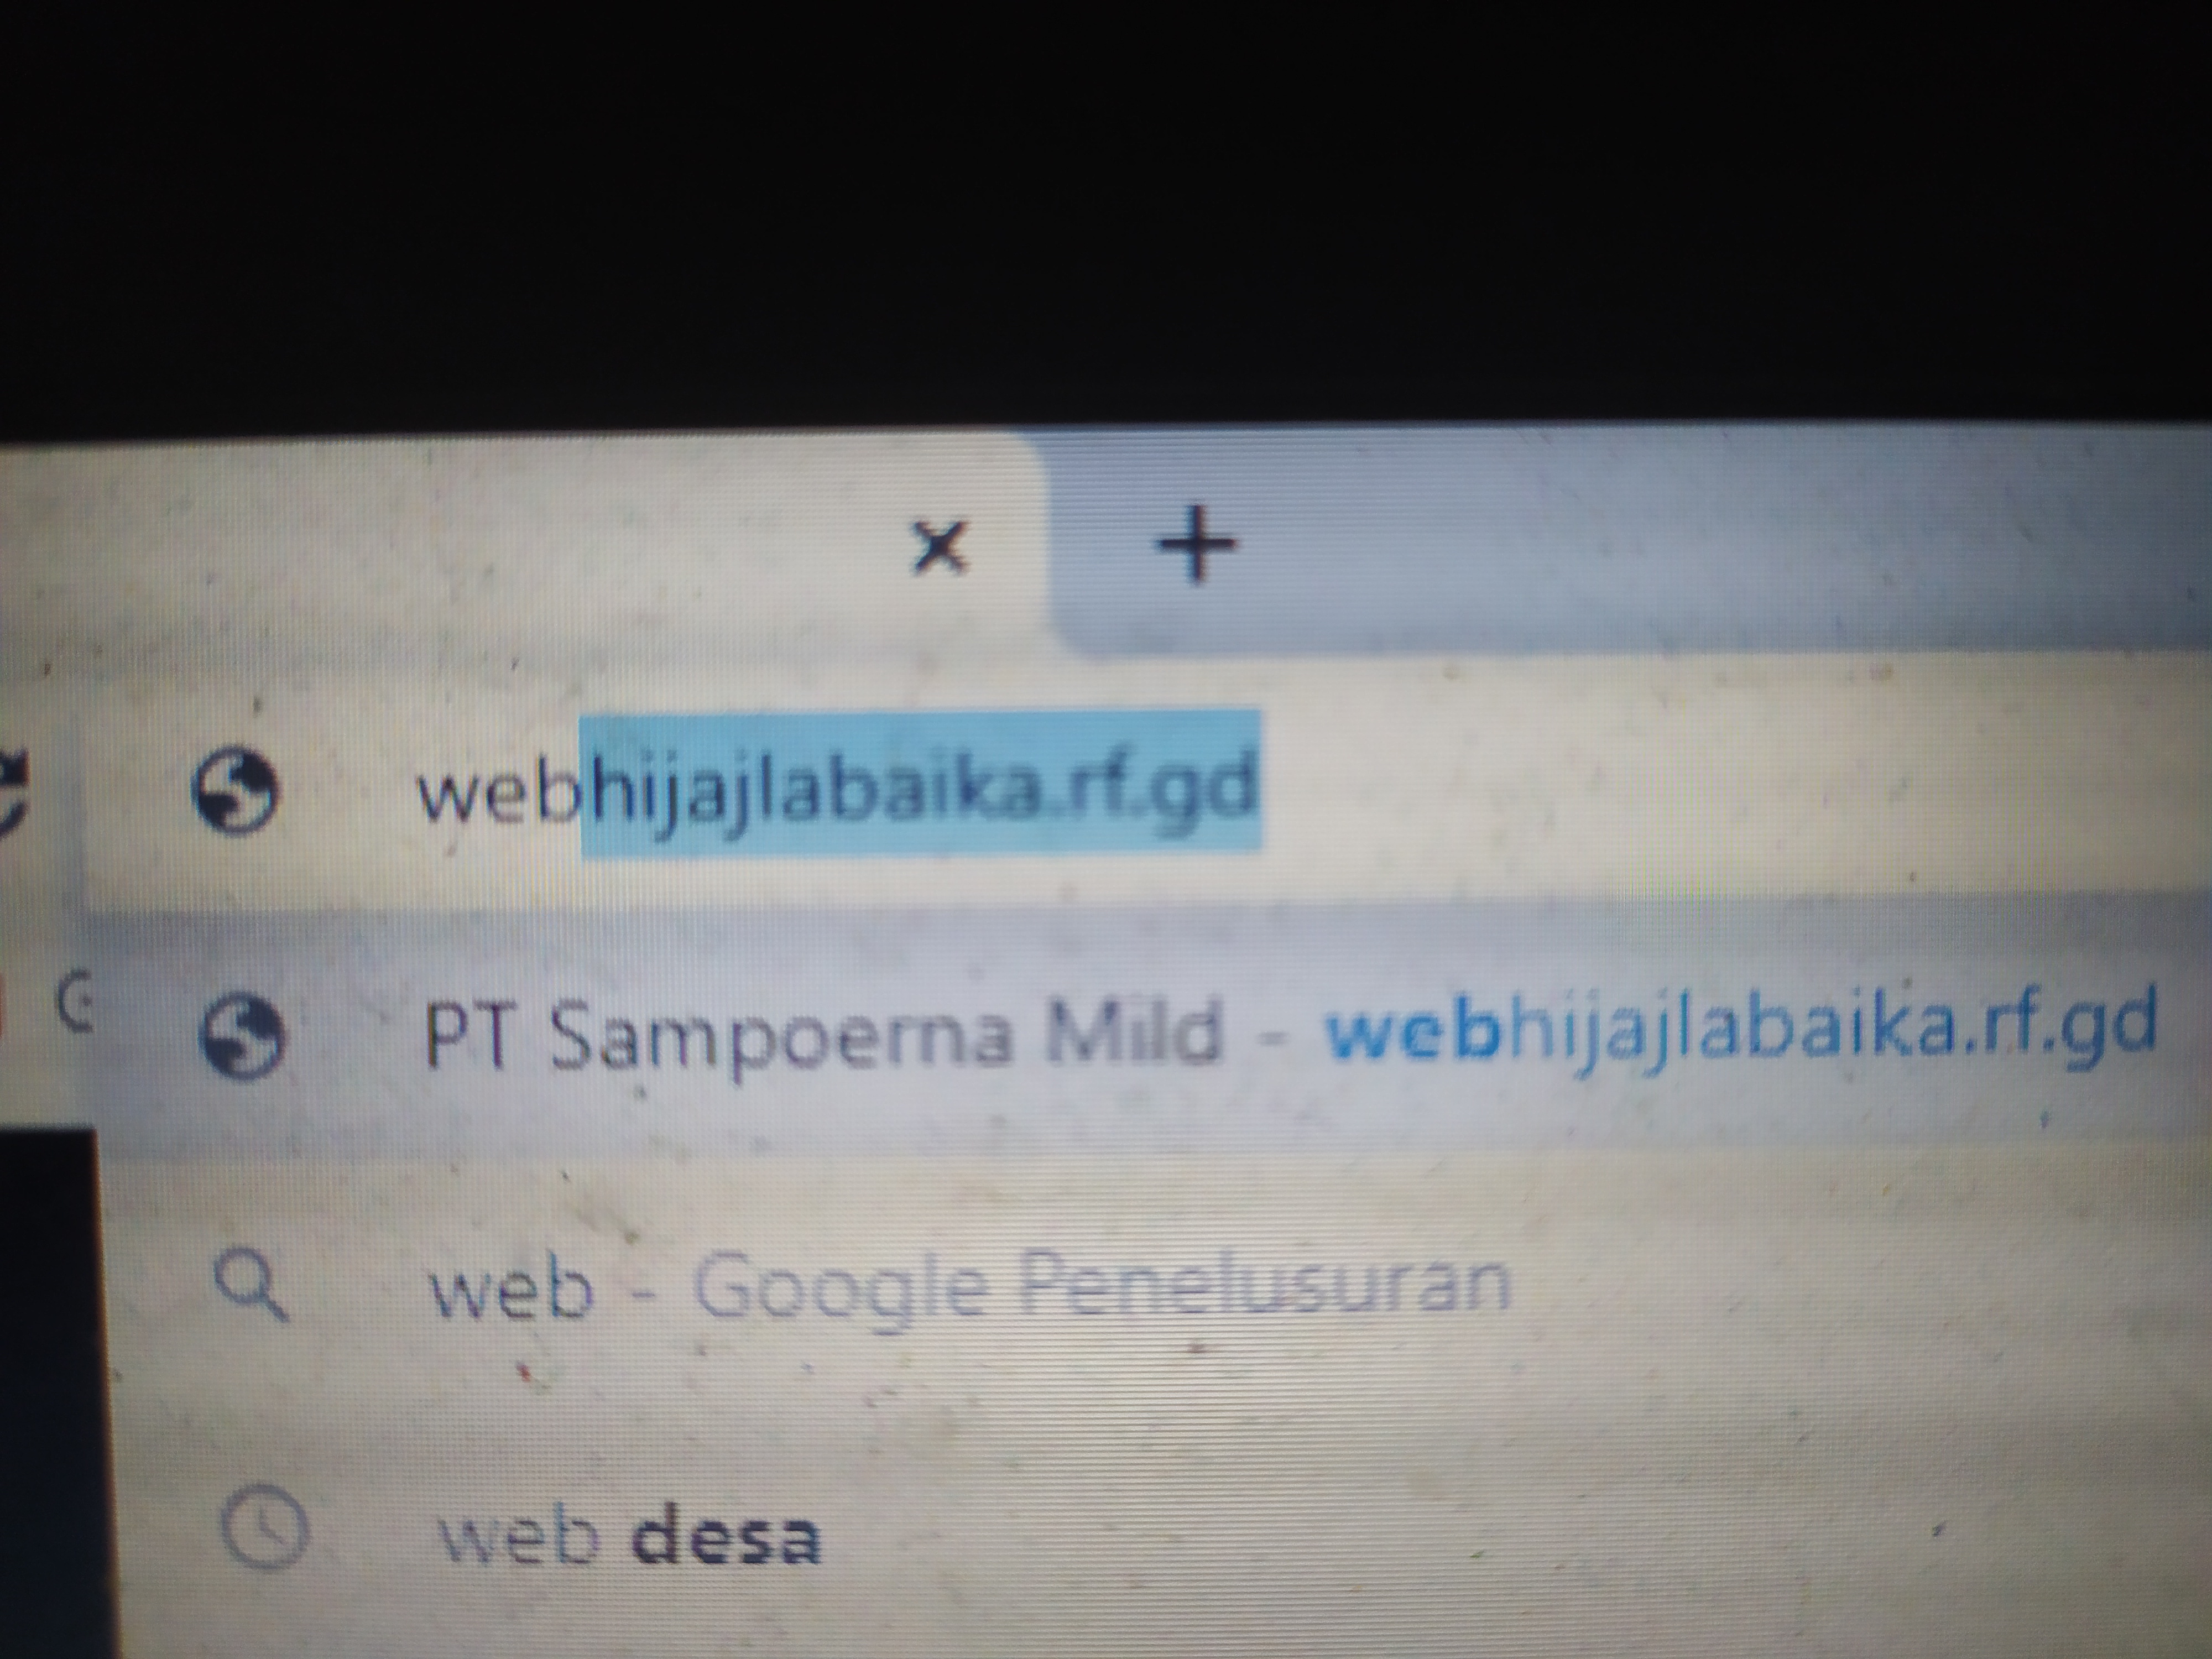 webhijajlabaika.rf.gd
PT Sampoerna Mild - webhijajlabaika.rf.gd
web - Google Penelusuran
web desa